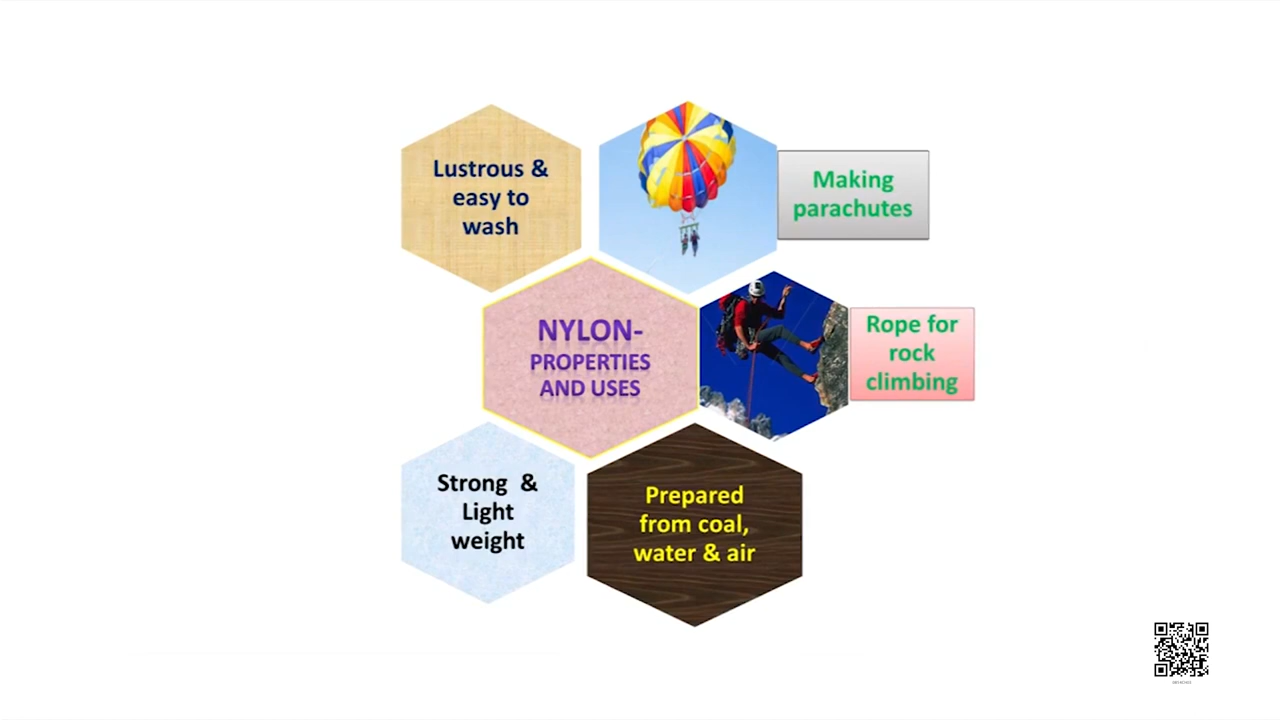 Lustrous &
easy to
wash
Making
parachutes
NYLON-
PROPERTIES
AND USES
Rope for
rock
climbing
Strong &
Light
weight
Prepared
from coal,
water & air